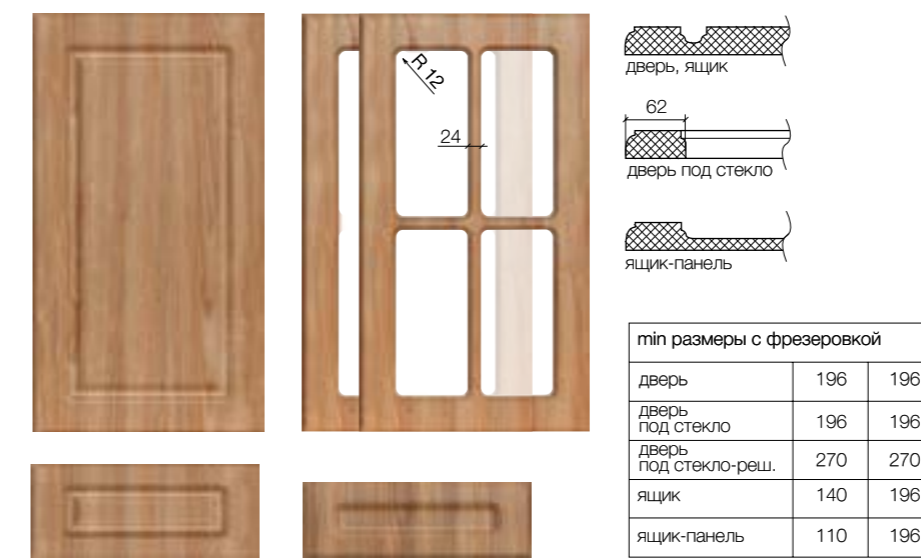 R 12
24
дверь, ящик
62
дверь под стекло
ящик-панель
min размеры с фрезеровкой
дверь 196 196
дверь
под стекло 196 196
дверь
под стекло-реш. 270 270
ящик 140 196
ящик-панель 110 196